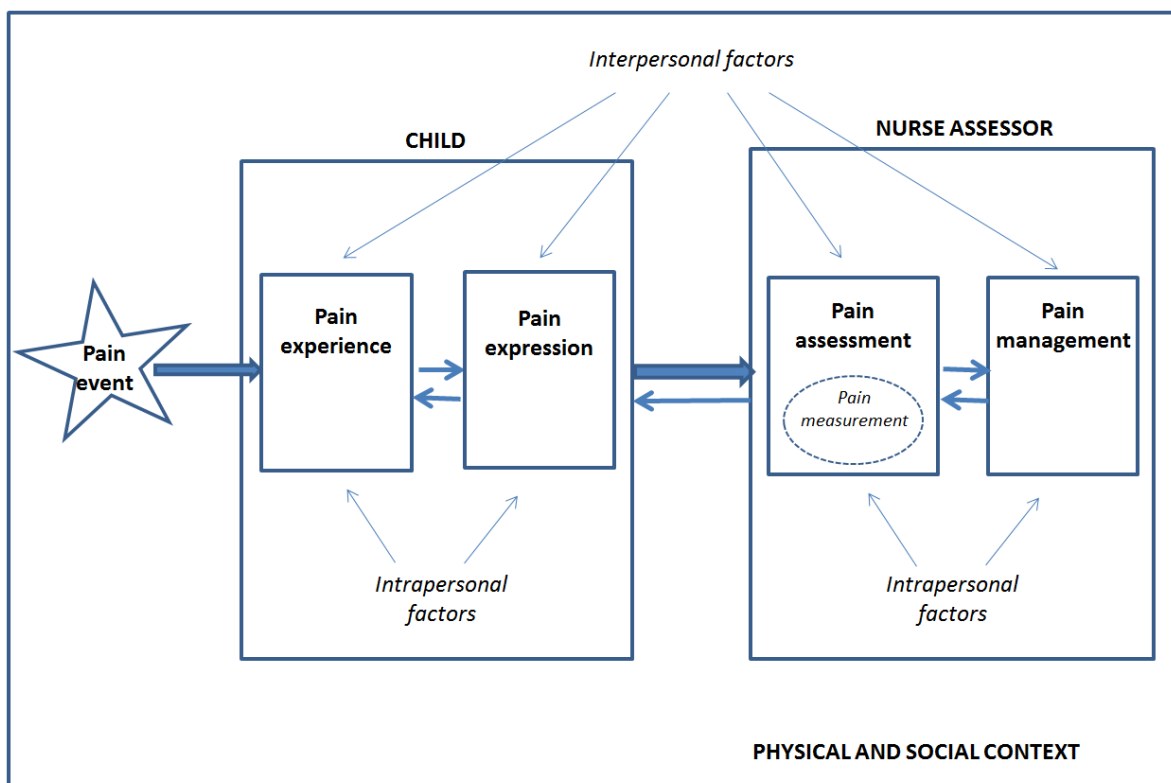 Interpersonal factors
CHILD
NURSE ASSESSOR
Pain
event
Pain
experience
Pain
expression
Pain
assessment
Pain
measurement
Pain
management
Intrapersonal
factors
Intrapersonal
factors
PHYSICAL AND SOCIAL CONTEXT